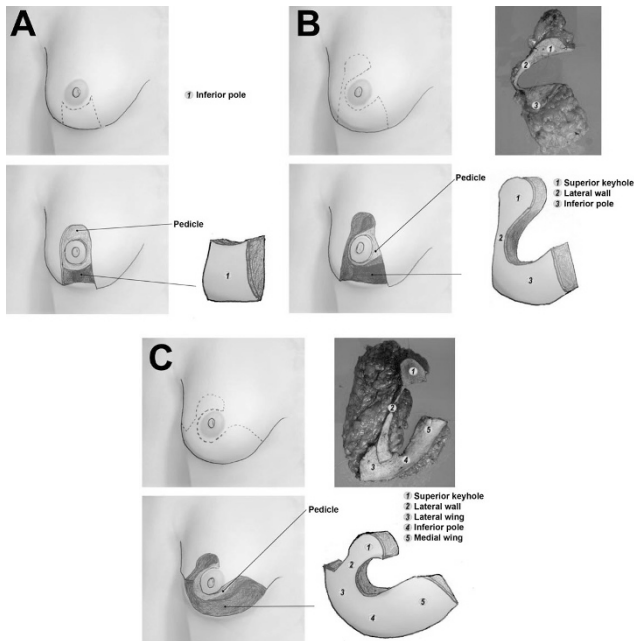 A
1 Inferior pole
Pedicle
1
B
1
2
3
Pedicle
1 Superior keyhole
2 Lateral wall
3 Inferior pole
1
2
3
C
1
2
3
4
5
Pedicle
1 Superior keyhole
2 Lateral wall
3 Lateral wing
4 Inferior pole
5 Medial wing
1
2
3
4
5